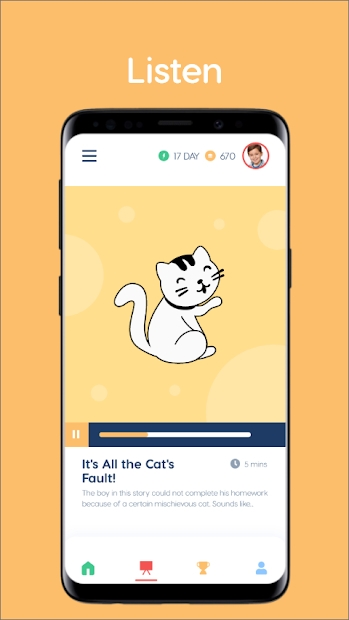 Listen
17 DAY 670
It's All the Cat's
Fault!
5 mins
The boy in this story could not complete his homework
because of a certain mischievous cat. Sounds like...